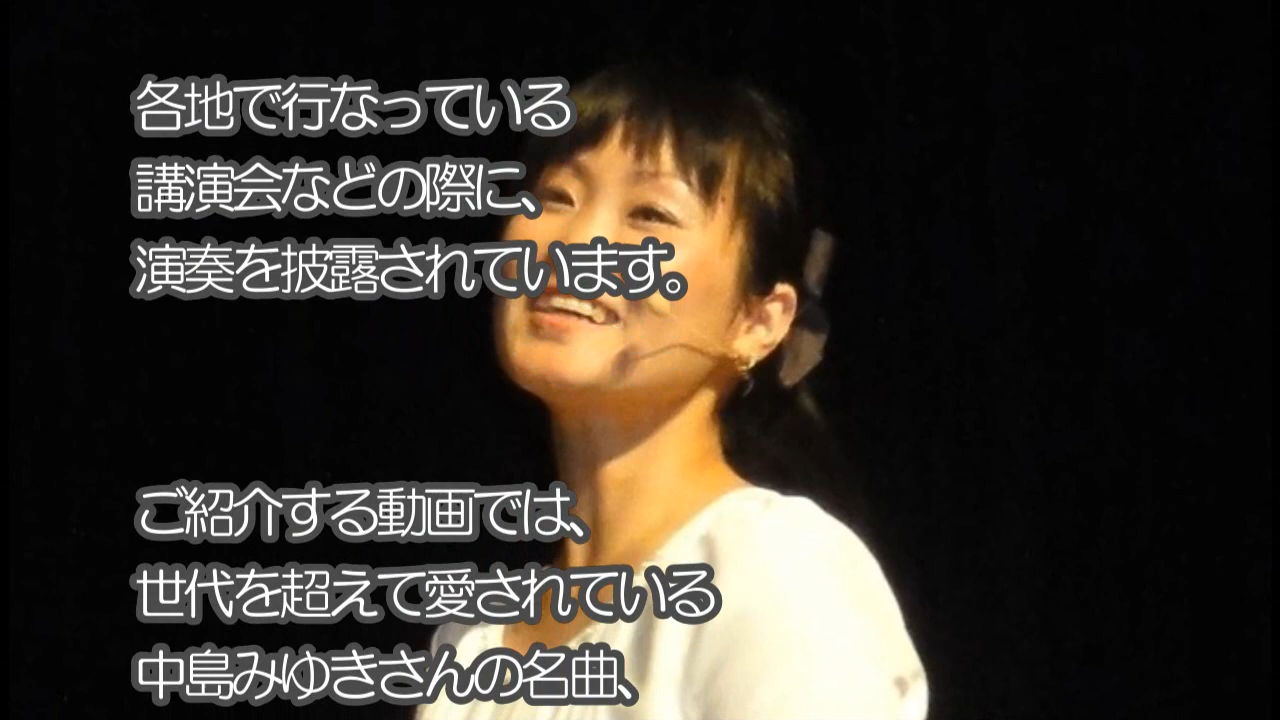 各地で行なっている
講演会などの際に、
演奏を披露されています。
ご紹介する動画では、
世代を超えて愛されている
中島みゆきさんの名曲、